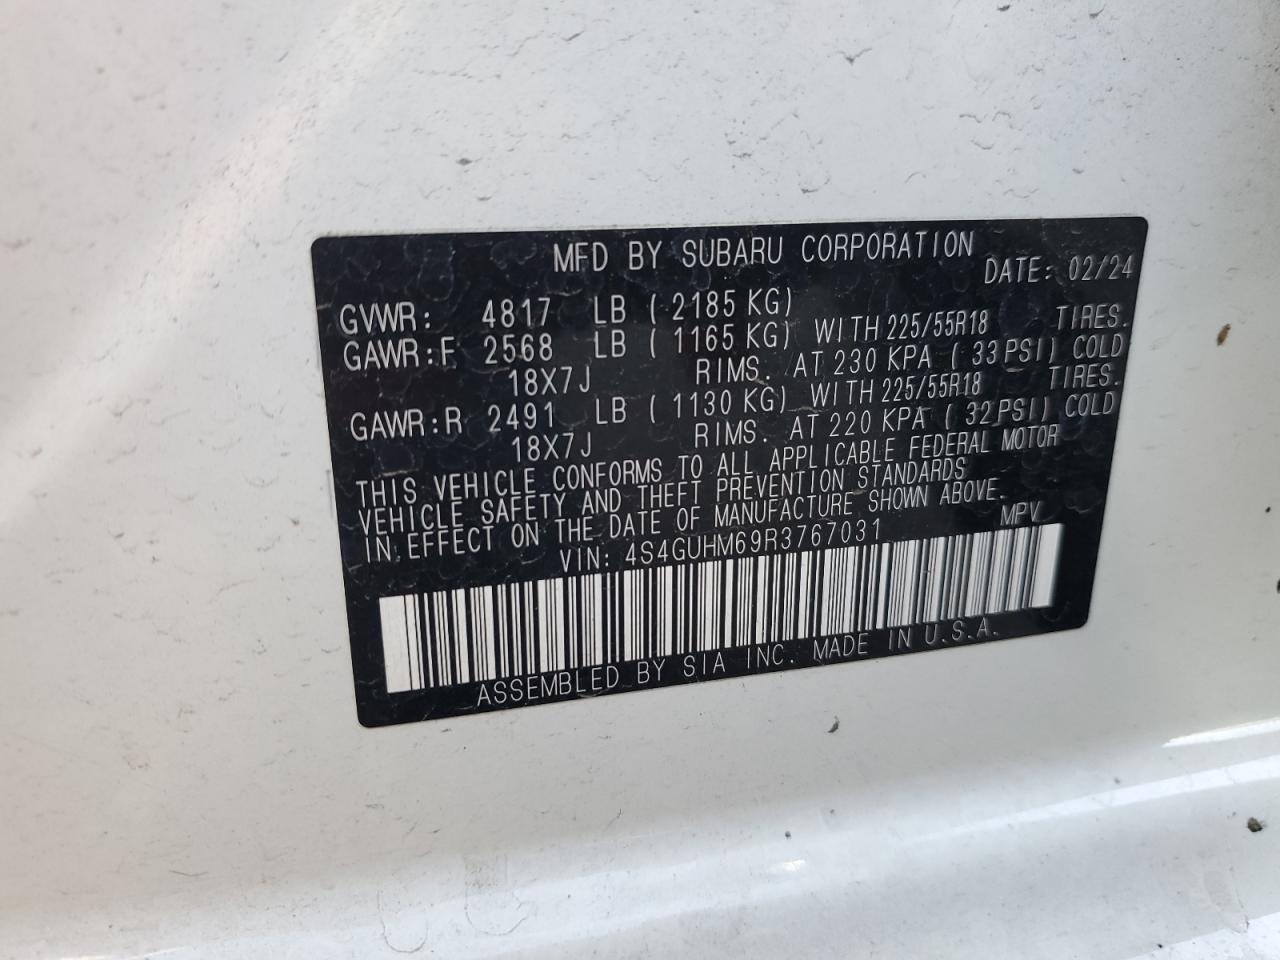 MFD BY SUBARU CORPORATION
DATE: 02/24
GVWR: 4817 LB ( 2185 KG)
GAWR:F 2568 LB ( 1165 KG) WITH 225/55R18 TIRES.
18X7J RIMS. AT 230 KPA ( 33 PSI) COLD
GAWR:R 2491 LB ( 1130 KG) WITH 225/55R18 TIRES.
18X7J RIMS. AT 220 KPA ( 32 PSI) COLD
THIS VEHICLE CONFORMS TO ALL APPLICABLE FEDERAL MOTOR
VEHICLE SAFETY AND THEFT PREVENTION STANDARDS
IN EFFECT ON THE DATE OF MANUFACTURE SHOWN ABOVE.
VIN: 4S4GUHM69R3767031 MPV
ASSEMBLED BY SIA INC. MADE IN U.S.A.